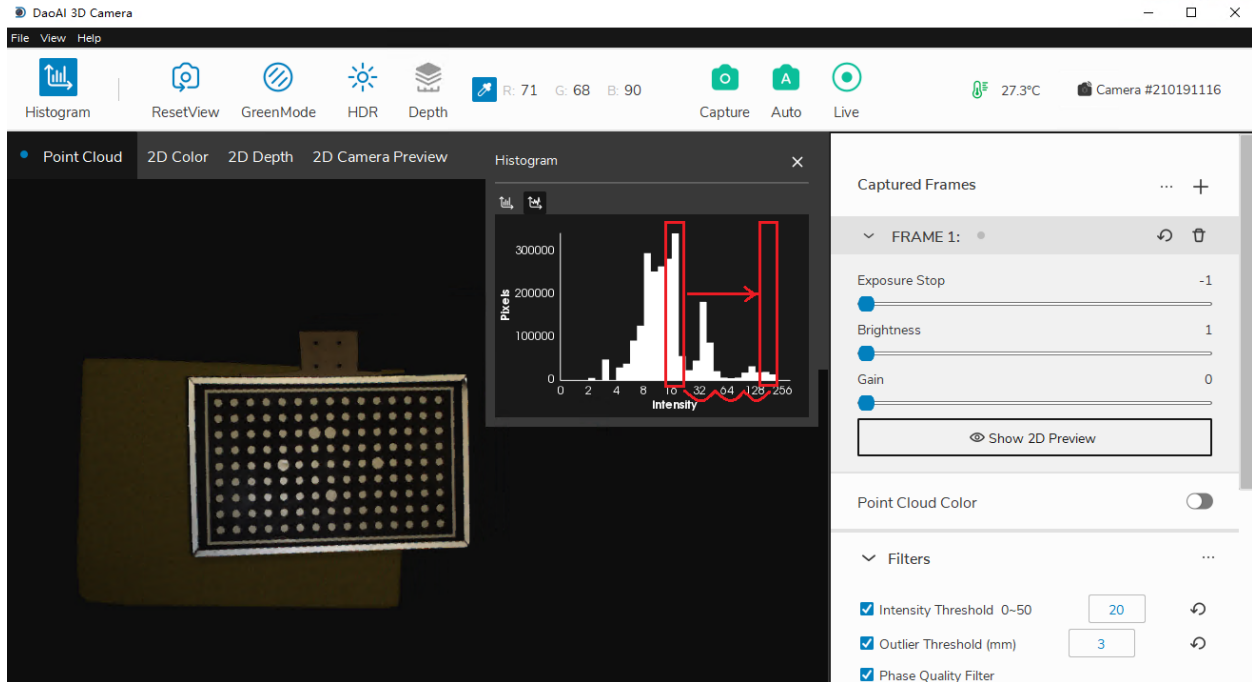 DaoAI 3D Camera
File View Help
Histogram
ResetView
GreenMode
HDR
Depth
R: 71 G: 68 B: 90
Capture
Auto
Live
27.3°C
Camera #210191116
Point Cloud
2D Color
2D Depth
2D Camera Preview
Histogram
300000
200000
100000
0
Pixels
0 2 4 8 16 32 64 128 256
Intensity
Captured Frames
FRAME 1:
Exposure Stop -1
Brightness 1
Gain 0
Show 2D Preview
Point Cloud Color
Filters
Intensity Threshold 0~50 20
Outlier Threshold (mm) 3
Phase Quality Filter